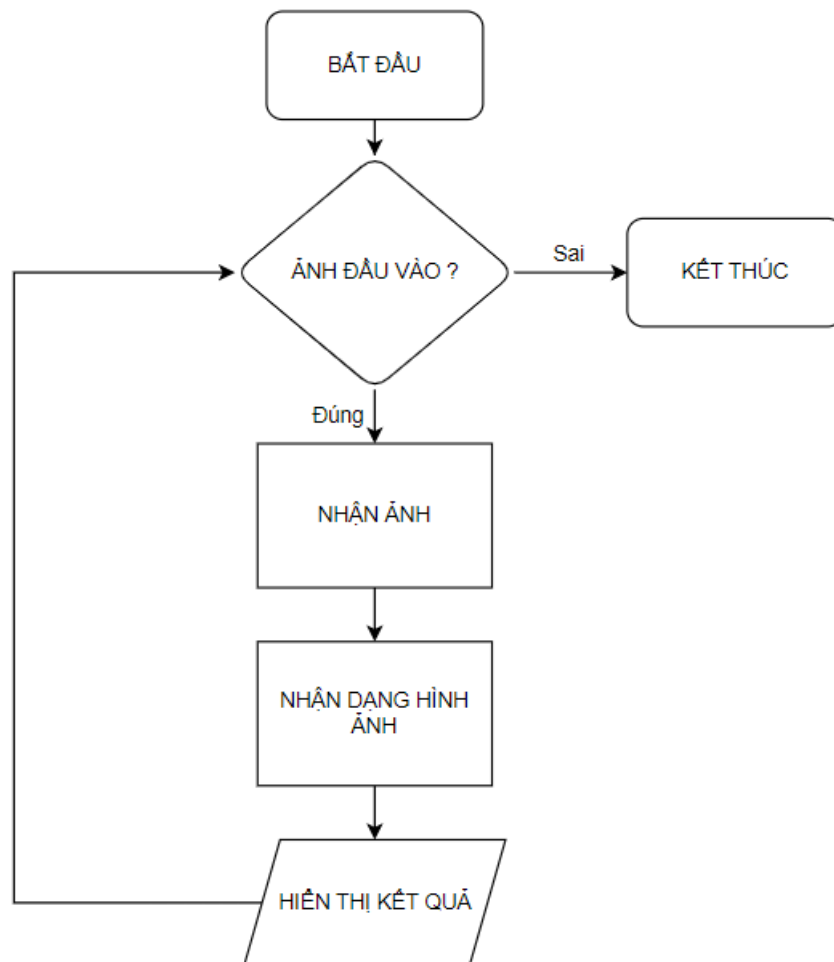 BẮT ĐẦU
ẢNH ĐẦU VÀO ?
Sai
KẾT THÚC
Đúng
NHẬN ẢNH
NHẬN DẠNG HÌNH
ẢNH
HIỂN THỊ KẾT QUẢ